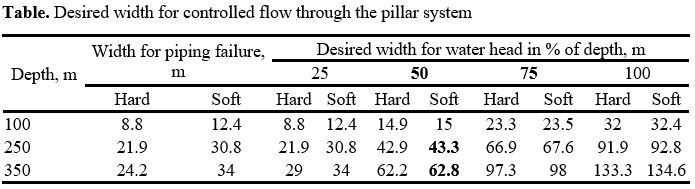 Table. Desired width for controlled flow through the pillar system
Depth, m Width for piping failure, m Desired width for water head in % of depth, m
25 50 75 100
Hard Soft Hard Soft Hard Soft Hard Soft Hard Soft
100 8.8 12.4 8.8 12.4 14.9 15 23.3 23.5 32 32.4
250 21.9 30.8 21.9 30.8 42.9 43.3 66.9 67.6 91.9 92.8
350 24.2 34 29 34 62.2 62.8 97.3 98 133.3 134.6